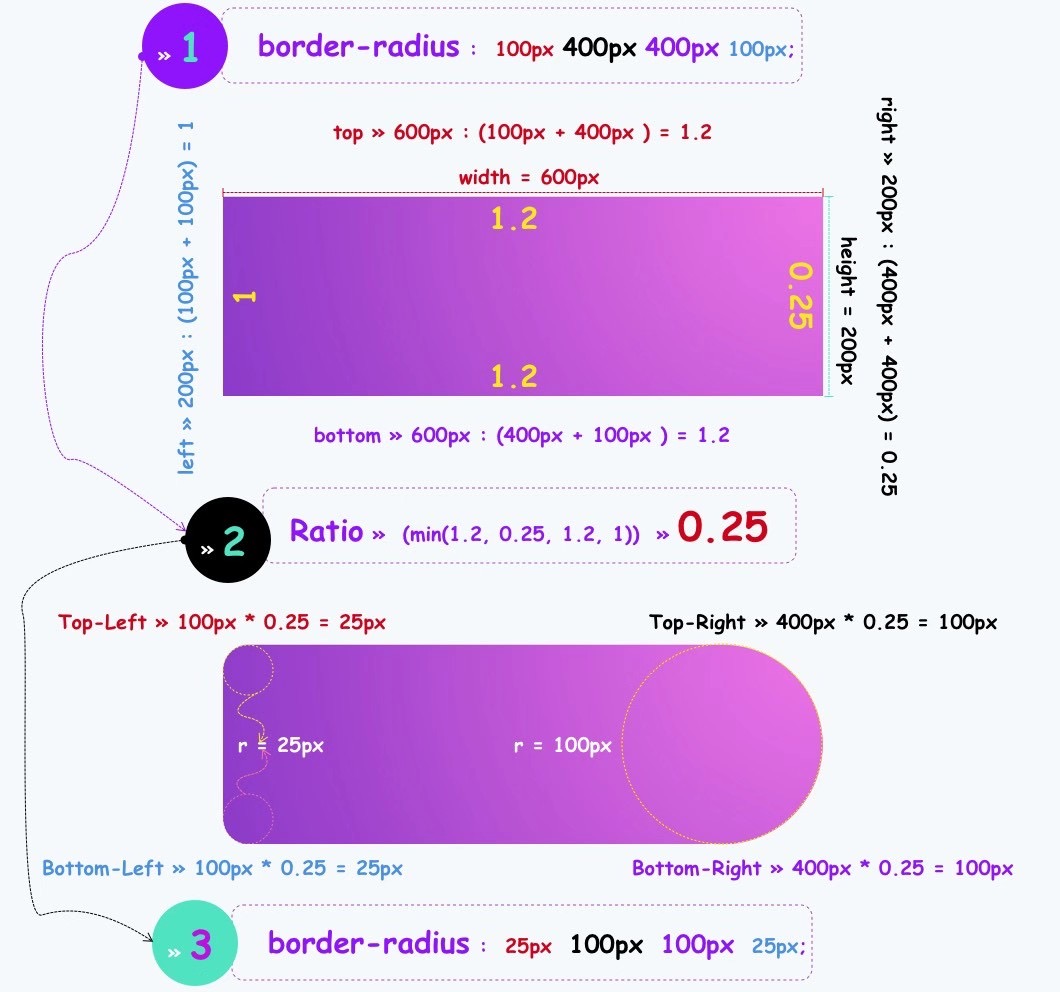 » 1
border-radius : 100px 400px 400px 100px;
top » 600px : (100px + 400px ) = 1.2
width = 600px
left » 200px : (100px + 100px) = 1
1.2
1
0.25
1.2
height = 200px
right » 200px : (400px + 400px) = 0.25
bottom » 600px : (400px + 100px ) = 1.2
» 2
Ratio » (min(1.2, 0.25, 1.2, 1)) » 0.25
Top-Left » 100px * 0.25 = 25px
Top-Right » 400px * 0.25 = 100px
r = 25px
r = 100px
Bottom-Left » 100px * 0.25 = 25px
Bottom-Right » 400px * 0.25 = 100px
» 3
border-radius : 25px 100px 100px 25px;